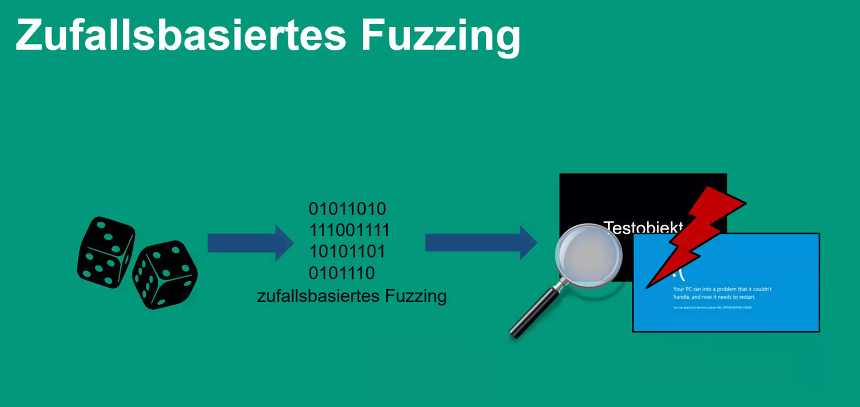 Zufallsbasiertes Fuzzing
01011010
111001111
10101101
0101110
zufallsbasiertes Fuzzing
Testobjekt
:(
Your PC ran into a problem that it couldn't
handle, and now it needs to restart.